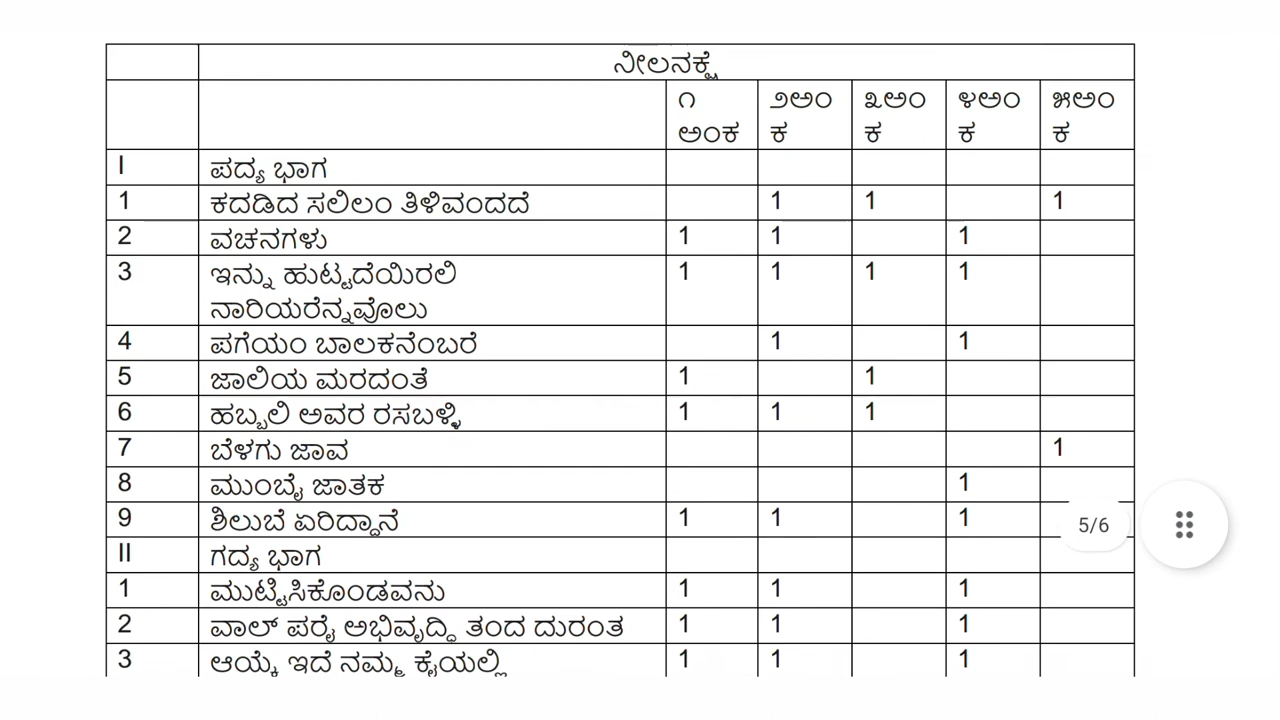 ನೀಲನಕ್ಷೆ
೧ ೨ಅಂ ೩ಅಂ ೪ಅಂ ೫ಅಂ
ಅಂಕ ಕ ಕ ಕ ಕ
I ಪದ್ಯ ಭಾಗ
1 ಕದಡಿದ ಸಲಿಲಂ ತಿಳಿವಂದದೆ 1 1 1
2 ವಚನಗಳು 1 1 1
3 ಇನ್ನು ಹುಟ್ಟದೆಯಿರಲಿ 1 1 1 1
ನಾರಿಯರೆನ್ನವೊಲು
4 ಪಗೆಯಂ ಬಾಲಕನೆಂಬರೆ 1 1
5 ಜಾಲಿಯ ಮರದಂತೆ 1 1
6 ಹಬ್ಬಲಿ ಅವರ ರಸಬಳ್ಳಿ 1 1 1
7 ಬೆಳಗು ಜಾವ 1
8 ಮುಂಬೈ ಜಾತಕ 1
9 ಶಿಲುಬೆ ಏರಿದ್ದಾನೆ 1 1 1 5/6
II ಗದ್ಯ ಭಾಗ
1 ಮುಟ್ಟಿಸಿಕೊಂಡವನು 1 1 1
2 ವಾಲ್ ಪರೈ ಅಭಿವೃದ್ಧಿ ತಂದ ದುರಂತ 1 1 1
3 ಆಯ್ಕೆ ಇದೆ ನಮ್ಮ ಕೈಯಲ್ಲಿ 1 1 1